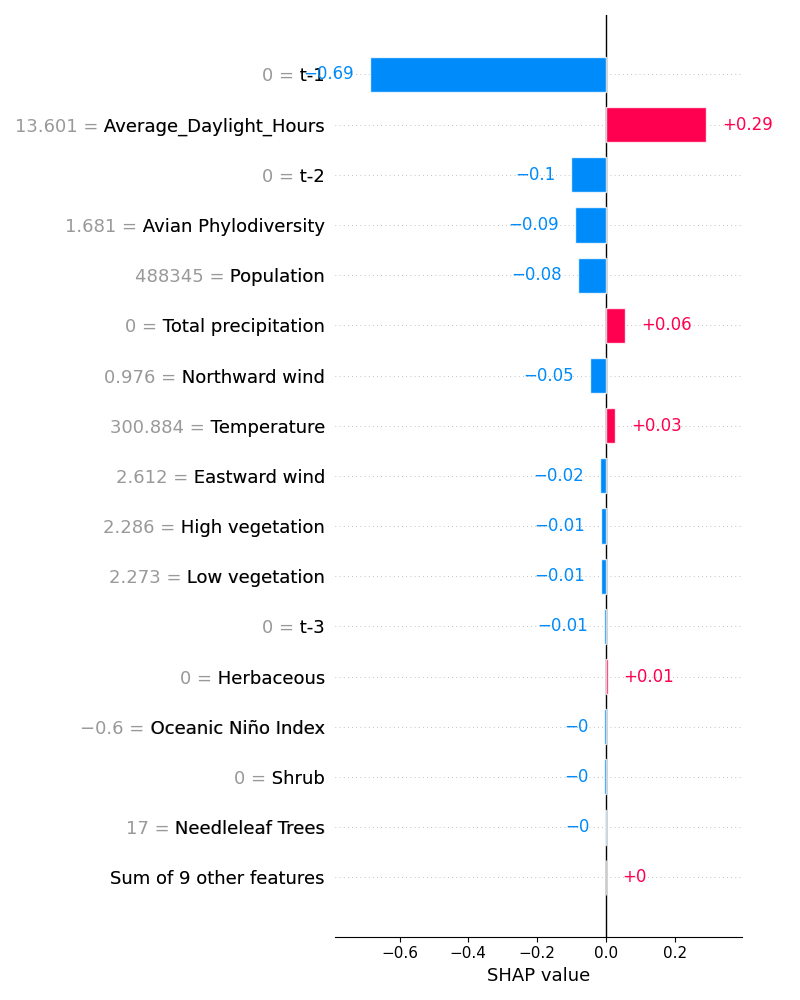 0 = t-1 −0.69
13.601 = Average_Daylight_Hours +0.29
0 = t-2 −0.1
1.681 = Avian Phylodiversity −0.09
488345 = Population −0.08
0 = Total precipitation +0.06
0.976 = Northward wind −0.05
300.884 = Temperature +0.03
2.612 = Eastward wind −0.02
2.286 = High vegetation −0.01
2.273 = Low vegetation −0.01
0 = t-3 −0.01
0 = Herbaceous +0.01
−0.6 = Oceanic Niño Index −0
0 = Shrub −0
17 = Needleleaf Trees −0
Sum of 9 other features +0
−0.6 −0.4 −0.2 0.0 0.2
SHAP value